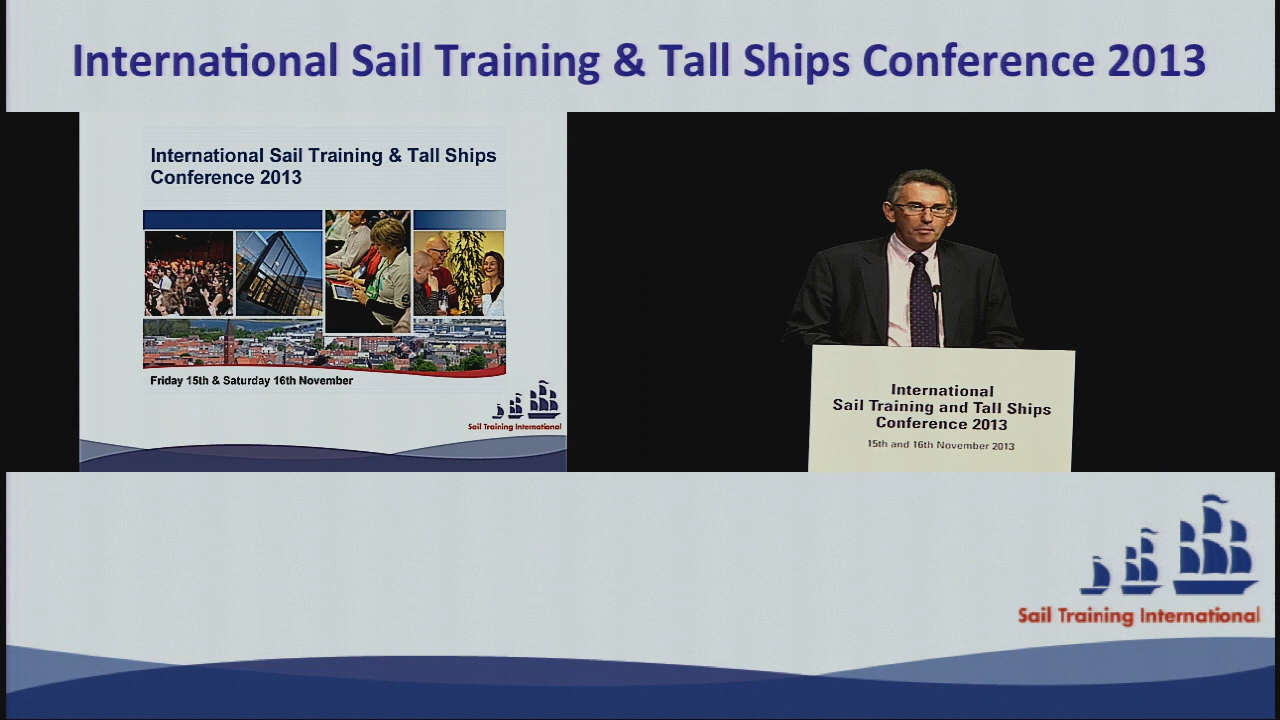 International Sail Training & Tall Ships Conference 2013
International Sail Training & Tall Ships
Conference 2013
Friday 15th & Saturday 16th November
Sail Training International
International
Sail Training and Tall Ships
Conference 2013
15th and 16th November 2013
Sail Training International